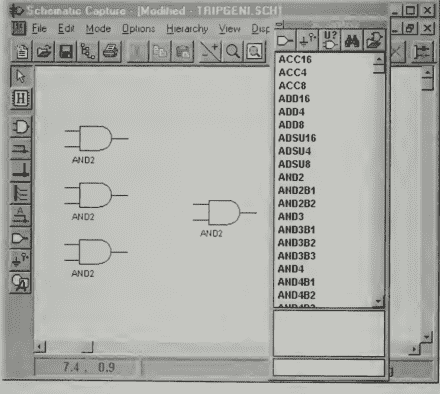 Schematic Capture - [Modified - TRIPGENI.SCH]
File Edit Mode Options Hierarchy View Disp
U?
ACC16
ACC4
ACC8
ADD16
ADD4
ADD8
ADSU16
ADSU4
ADSU8
AND2
AND2B1
AND2B2
AND3
AND3B1
AND3B2
AND3B3
AND4
AND4B1
AND4B2
AND2
AND2
AND2
AND2
H
A
7.4 , 0.9